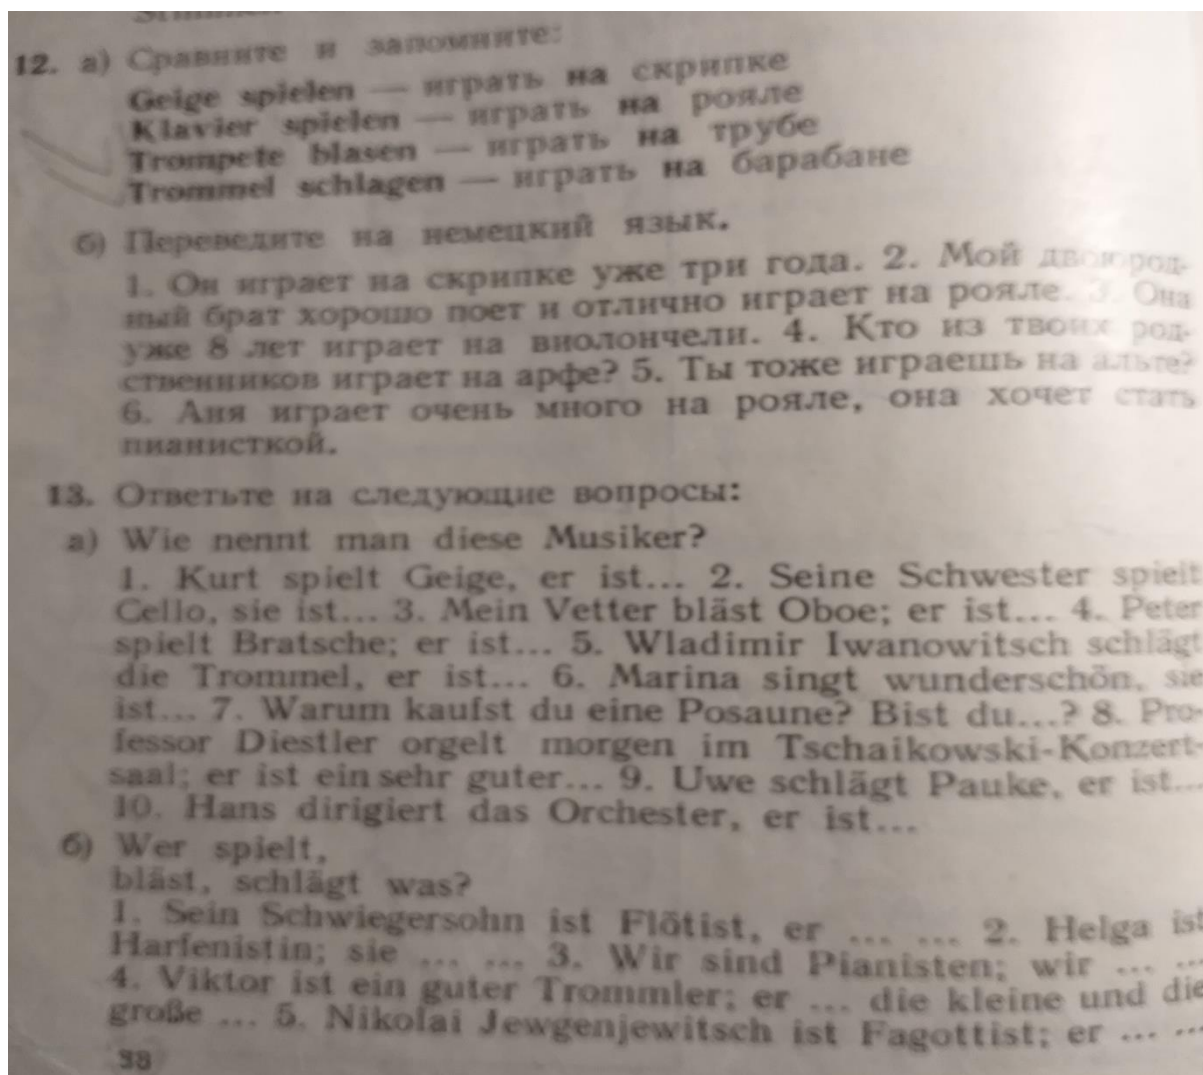 12. а) Сравните и запомните:
Geige spielen — играть на скрипке
Klavier spielen — играть на рояле
Trompete blasen — играть на трубе
Trommel schlagen — играть на барабане
б) Переведите на немецкий язык.
1. Он играет на скрипке уже три года. 2. Мой двоюрод-
ный брат хорошо поет и отлично играет на рояле. 3. Она
уже 8 лет играет на виолончели. 4. Кто из твоих род-
ственников играет на арфе? 5. Ты тоже играешь на альте?
6. Аня играет очень много на рояле, она хочет стать
пианисткой.
13. Ответьте на следующие вопросы:
а) Wie nennt man diese Musiker?
1. Kurt spielt Geige, er ist... 2. Seine Schwester spielt
Cello, sie ist... 3. Mein Vetter bläst Oboe; er ist... 4. Peter
spielt Bratsche; er ist... 5. Wladimir Iwanowitsch schlägt
die Trommel, er ist... 6. Marina singt wunderschön, sie
ist... 7. Warum kaufst du eine Posaune? Bist du...? 8. Pro-
fessor Diestler orgelt morgen im Tschaikowski-Konzert-
saal; er ist ein sehr guter... 9. Uwe schlägt Pauke, er ist...
10. Hans dirigiert das Orchester, er ist...
б) Wer spielt,
bläst, schlägt was?
1. Sein Schwiegersohn ist Flötist, er ... ... 2. Helga ist
Harfenistin; sie ... ... 3. Wir sind Pianisten; wir ... ...
4. Viktor ist ein guter Trommler; er ... die kleine und die
große ... 5. Nikolai Jewgenjewitsch ist Fagottist; er ... ...
38